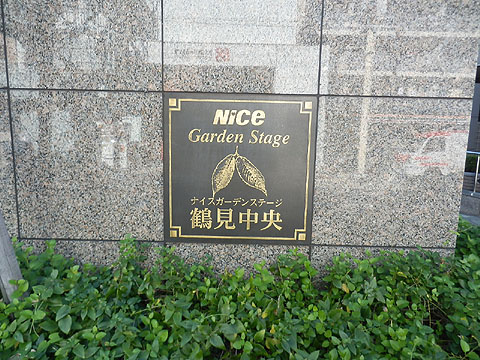 NiCe
Garden Stage
ナイスガーデンステージ
鶴見中央